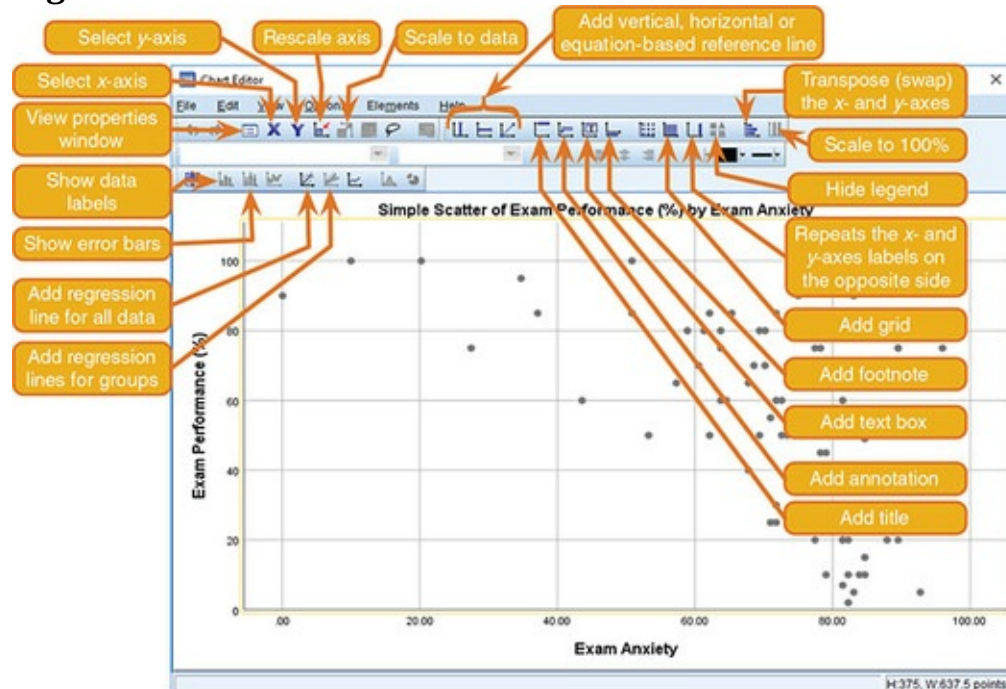 Select y-axis
Rescale axis
Scale to data
Add vertical, horizontal or
equation-based reference line
Select x-axis
Chart Editor
View properties
window
File Edit Options Elements Help
Transpose (swap)
the x- and y-axes
Scale to 100%
Show data
labels
Hide legend
Simple Scatter of Exam Performance (%) by Exam Anxiety
Show error bars
Repeats the x- and
y-axes labels on
the opposite side
Add regression
line for all data
Add grid
Add regression
lines for groups
Add footnote
Add text box
Add annotation
Add title
Exam Performance (%)
100
80
60
40
20
0
.00 20.00 40.00 60.00 80.00 100.00
Exam Anxiety
H:375, W:637.5 points